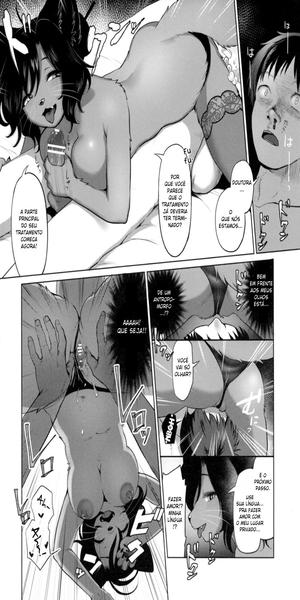 DOUTORA...
O QUE
NÓS
ESTAMOS...
POR
QUE VOCÊ
PARECE
QUE O
TRATAMENTO
JÁ DEVERIA
TER TERMI-
NADO?
A PARTE
PRINCIPAL
DO SEU
TRATAMENTO
COMEÇA
AGORA!
BEM
EM FRENTE
AOS MEUS
OLHOS
ESTÁ...
DE UM
ANTROPO-
MORFO
...!?
AAAAH!
QUE SEJA!!
VOCÊ
VAI SÓ
OLHAR?
É O
PRÓXIMO
PASSO.
USE
SUA
LÍNGUA...
PRA
FAZER
AMOR COM
O MEU LUGAR
PRIVADO...
FAZER
AMOR!?
MINHA
LÍNGUA
!?